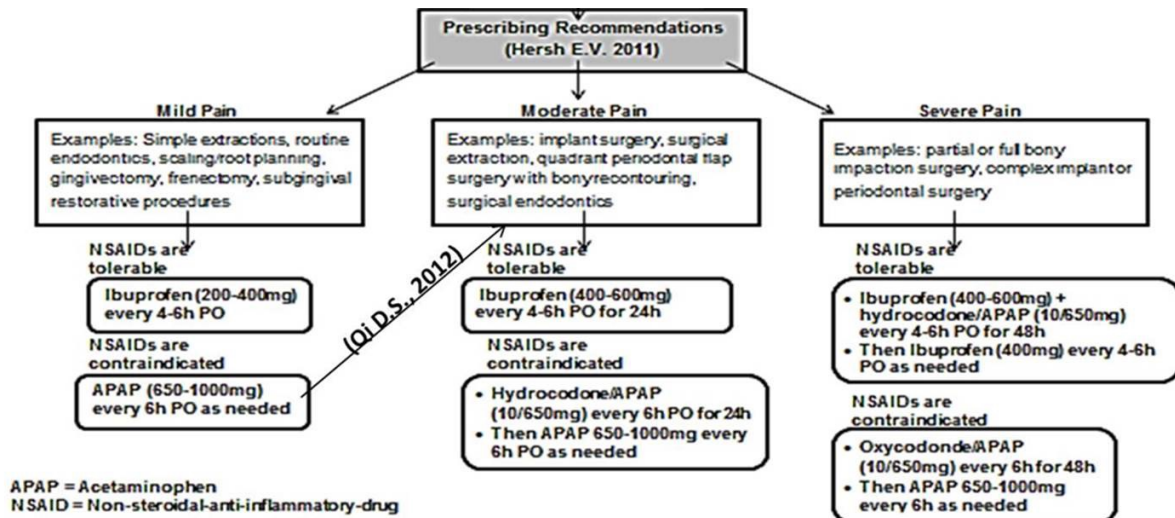 Prescribing Recommendations
(Hersh E.V. 2011)
Mild Pain
Examples: Simple extractions, routine
endodontics, scaling/root planning,
gingivectomy, frenectomy, subgingival
restorative procedures
NSAIDs are
tolerable
Ibuprofen (200-400mg)
every 4-6h PO
NSAIDs are
contraindicated
APAP (650-1000mg)
every 6h PO as needed
(Qi D.S., 2012)
Moderate Pain
Examples: implant surgery, surgical
extraction, quadrant periodontal flap
surgery with bony recontouring,
surgical endodontics
NSAIDs are
tolerable
Ibuprofen (400-600mg)
every 4-6h PO for 24h
NSAIDs are
contraindicated
• Hydrocodone/APAP
(10/650mg) every 6h PO for 24h
• Then APAP 650-1000mg every
6h PO as needed
Severe Pain
Examples: partial or full bony
impaction surgery, complex implant or
periodontal surgery
NSAIDs are
tolerable
• Ibuprofen (400-600mg) +
hydrocodone/APAP (10/650mg)
every 4-6h PO for 48h
• Then Ibuprofen (400mg) every 4-6h
PO as needed
NSAIDs are
contraindicated
• Oxycodonde/APAP
(10/650mg) every 6h for 48h
• Then APAP 650-1000mg
every 6h as needed
APAP = Acetaminophen
NSAID = Non-steroidal-anti-inflammatory-drug